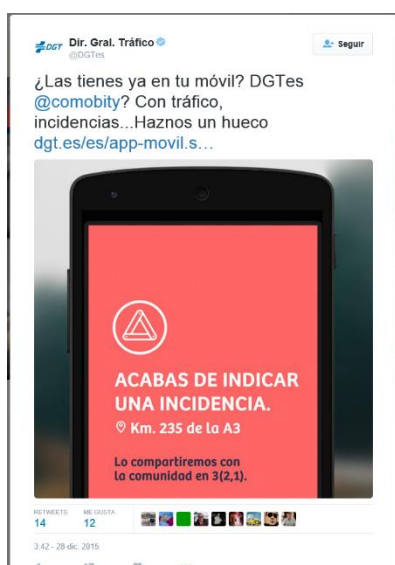 DGT Dir. Gral. Tráfico
@DGTes
Seguir
¿Las tienes ya en tu móvil? DGTes
@comobity? Con tráfico,
incidencias...Haznos un hueco
dgt.es/es/app-movil.s…
ACABAS DE INDICAR
UNA INCIDENCIA.
Km. 235 de la A3
Lo compartiremos con
la comunidad en 3(2,1).
RETWEETS ME GUSTA
14 12
3:42 - 28 dic. 2015